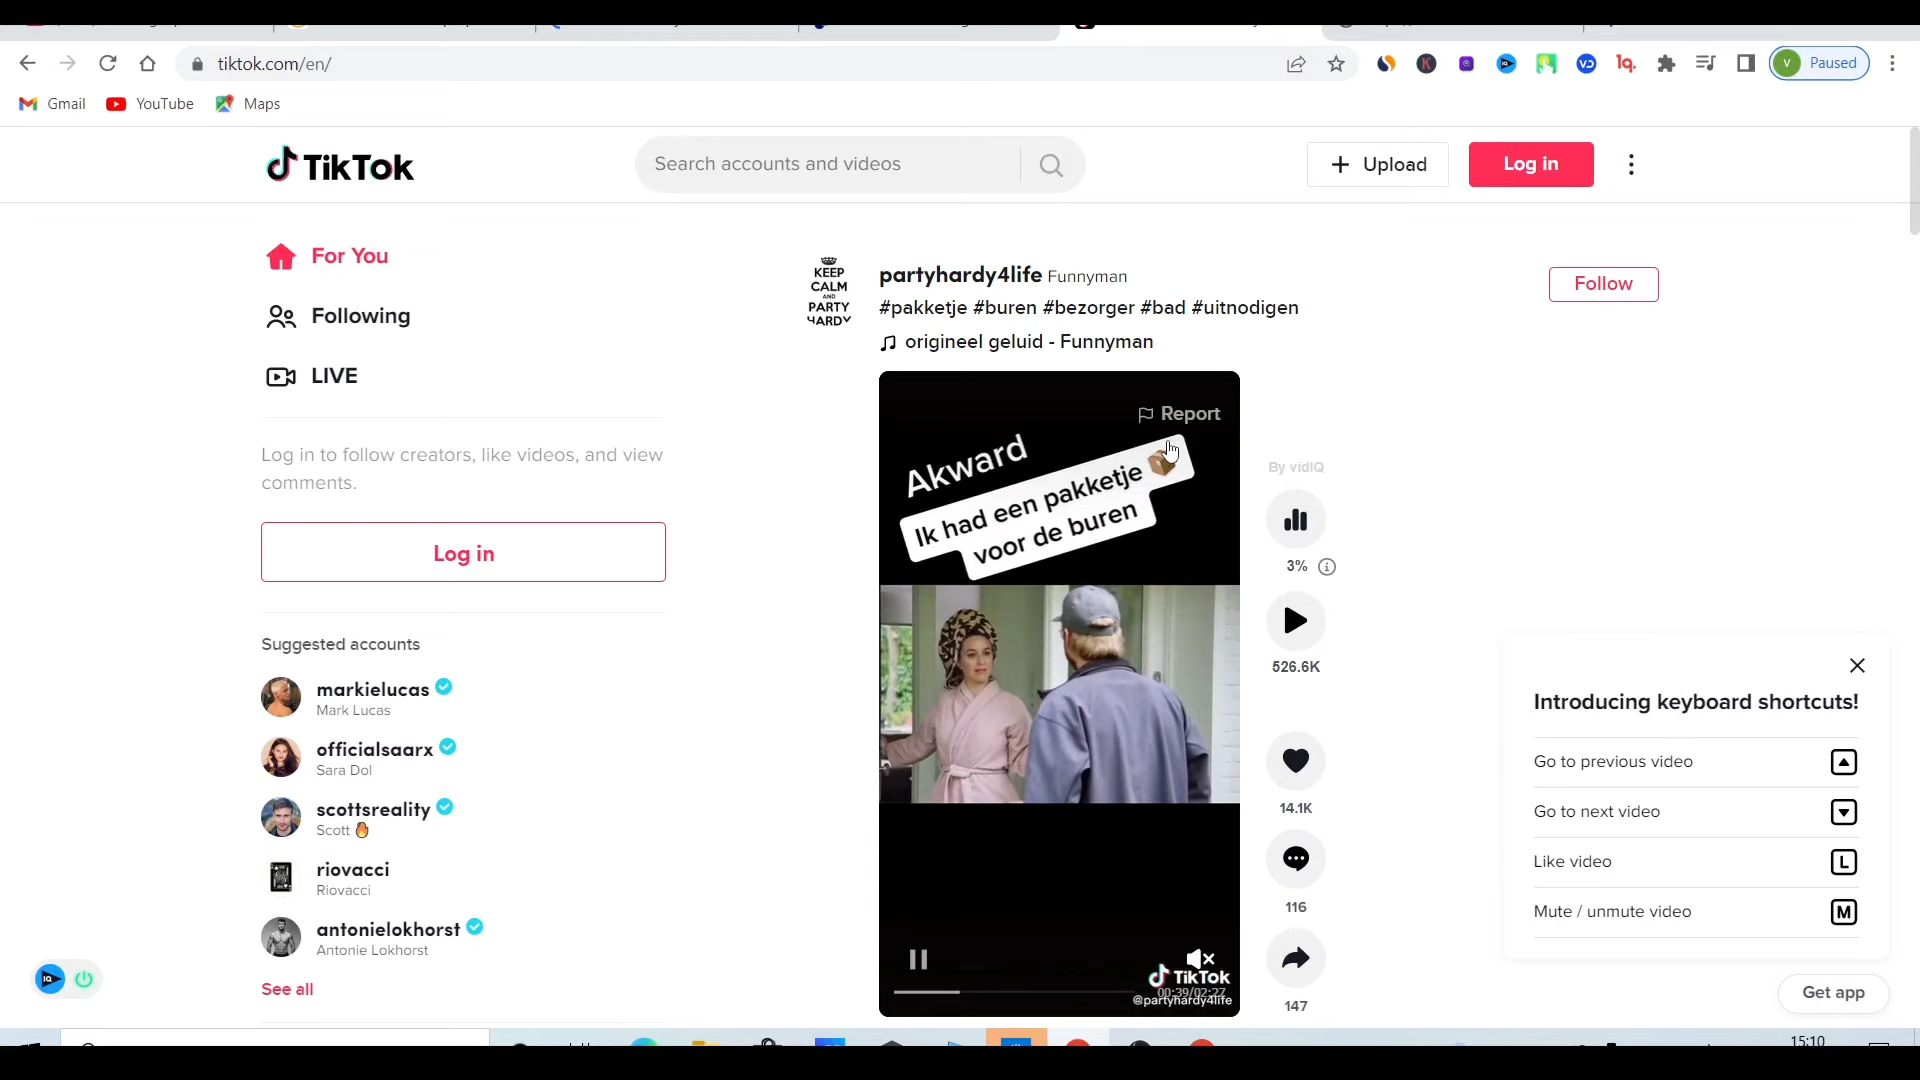 tiktok.com/en/
Paused
Gmail
YouTube
Maps
TikTok
Search accounts and videos
Upload
Log in
For You
Following
LIVE
Log in to follow creators, like videos, and view
comments.
Log in
Suggested accounts
markielucas
Mark Lucas
officialsaarx
Sara Dol
scottsreality
Scott 🔥
riovacci
Riovacci
antonielokhorst
Antonie Lokhorst
See all
KEEP
CALM
AND
PARTY
HARDY
partyhardy4life Funnyman
#pakketje #buren #bezorger #bad #uitnodigen
origineel geluid - Funnyman
Follow
Report
Akward
Ik had een pakketje 📦
voor de buren
TikTok
00:39/02:27
@partyhardy4life
By vidIQ
3%
526.6K
14.1K
116
147
Introducing keyboard shortcuts!
Go to previous video
Go to next video
Like video L
Mute / unmute video M
Get app
15:10